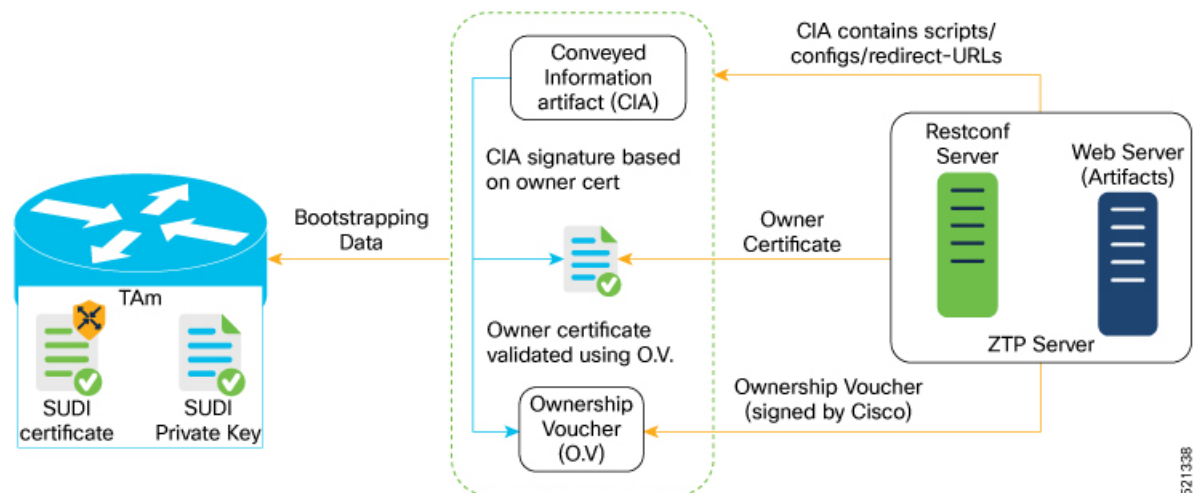 Conveyed
Information
artifact (CIA)
CIA contains scripts/
configs/redirect-URLs
Restconf
Server
Web Server
(Artifacts)
CIA signature based
on owner cert
Bootstrapping
Data
Owner
Certificate
TAm
Owner certificate
validated using O.V.
ZTP Server
SUDI
certificate
SUDI
Private Key
Ownership
Voucher
(O.V)
Ownership Voucher
(signed by Cisco)
521338